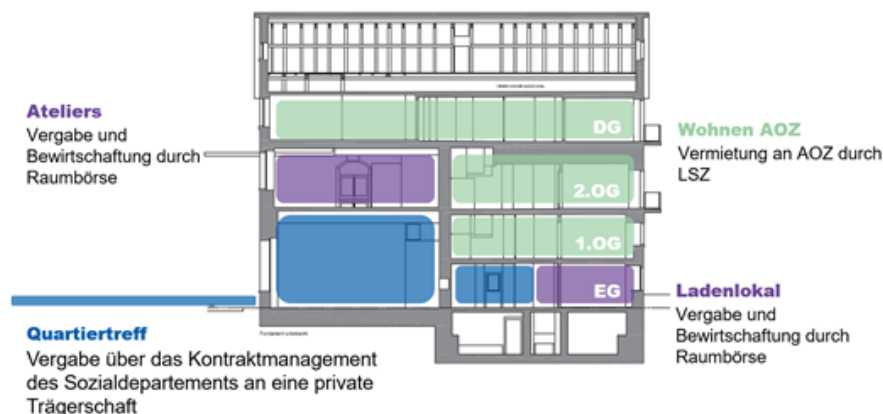 Ateliers
Vergabe und
Bewirtschaftung durch
Raumbörse
DG
2.OG
1.OG
EG
Wohnen AOZ
Vermietung an AOZ durch
LSZ
Ladenlokal
Vergabe und
Bewirtschaftung durch
Raumbörse
Quartiertreff
Vergabe über das Kontraktmanagement
des Sozialdepartements an eine private
Trägerschaft